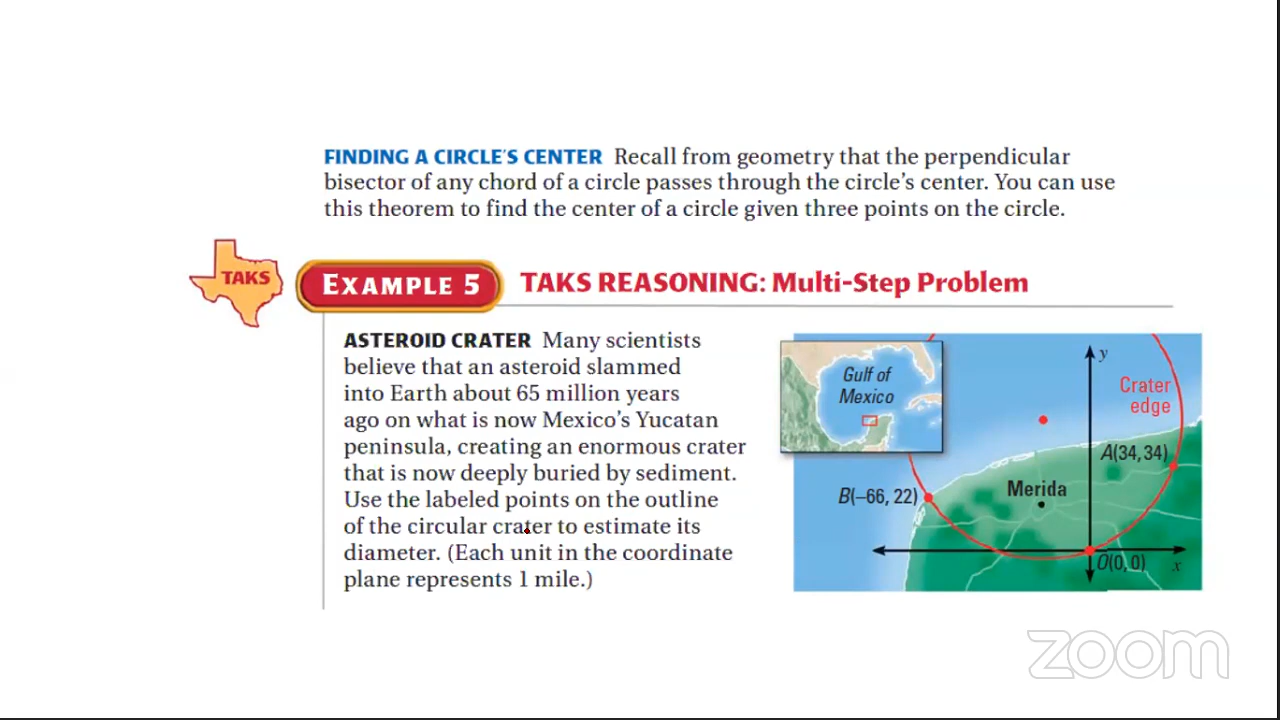 FINDING A CIRCLE'S CENTER Recall from geometry that the perpendicular
bisector of any chord of a circle passes through the circle's center. You can use
this theorem to find the center of a circle given three points on the circle.
TAKS
EXAMPLE 5
TAKS REASONING: Multi-Step Problem
ASTEROID CRATER Many scientists
believe that an asteroid slammed
into Earth about 65 million years
ago on what is now Mexico's Yucatan
peninsula, creating an enormous crater
that is now deeply buried by sediment.
Use the labeled points on the outline
of the circular crater to estimate its
diameter. (Each unit in the coordinate
plane represents 1 mile.)
Gulf of
Mexico
y
Crater
edge
A(34, 34)
B(–66, 22)
Merida
O(0, 0)
x
zoom